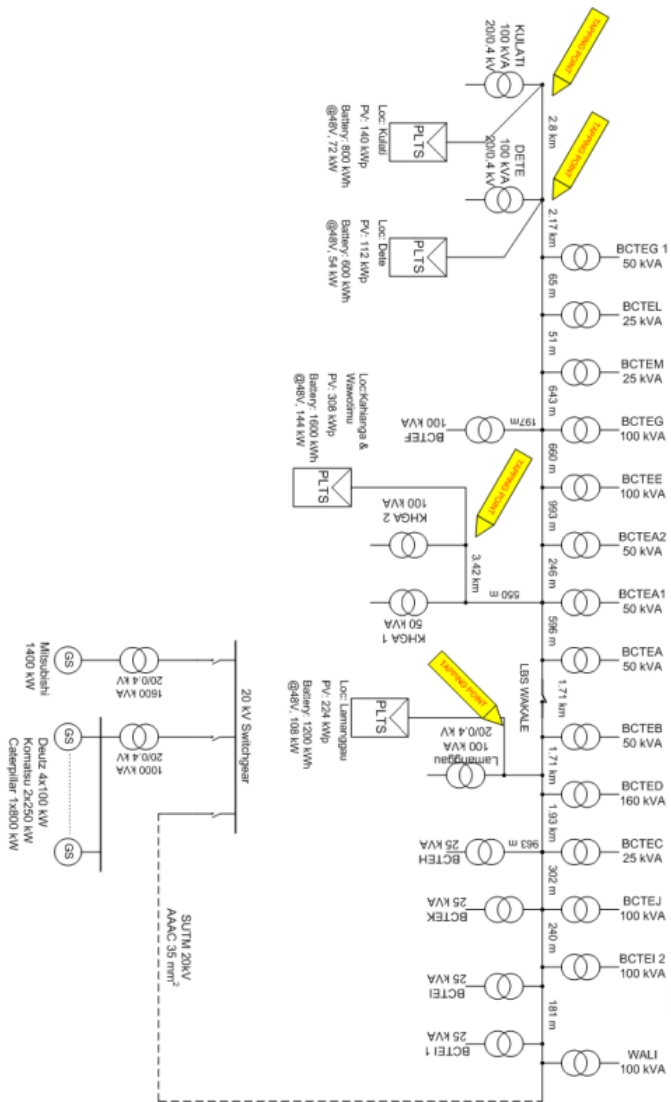 TAPPING POINT
KULATI
100 kVA
20/0.4 kV
2.8 km
PLTS
Loc: Kulati
PV: 140 kWp
Battery: 800 kWh
@48V, 72 kW
TAPPING POINT
DETE
100 kVA
20/0.4 kV
2.17 km
PLTS
Loc: Dete
PV: 112 kWp
Battery: 600 kWh
@48V, 54 kW
BCTEG 1
50 kVA
65 m
BCTEL
25 kVA
51 m
BCTEM
25 kVA
643 m
BCTEG
100 kVA
197m
BCTEF
100 kVA
660 m
BCTEE
100 kVA
993 m
BCTEA2
50 kVA
246 m
BCTEA1
50 kVA
550 m
596 m
Loc:Kahianga &
Wawotimu
PV: 308 kWp
Battery: 1600 kWh
@48V, 144 kW
PLTS
TAPPING POINT
KHGA 2
100 kVA
3.42 km
KHGA 1
50 kVA
BCTEA
50 kVA
1.71 km
LBS WAKALE
BCTEB
50 kVA
1.71 km
TAPPING POINT
Loc: Lamanggau
PV: 224 kWp
Battery: 1200 kWh
@48V, 108 kW
PLTS
Lamanggau
100 kVA
20/0.4 kV
BCTED
160 kVA
1.93 km
BCTEC
25 kVA
963 m
BCTEH
25 kVA
302 m
BCTEJ
100 kVA
BCTEK
25 kVA
240 m
BCTEI 2
100 kVA
BCTEI
25 kVA
181 m
BCTEI 1
25 kVA
WALI
100 kVA
20 kV Switchgear
1600 kVA
20/0.4 kV
GS
Mitsubishi
1400 kW
1000 kVA
20/0.4 kV
GS
GS
Deutz 4x100 kW
Komatsu 2x250 kW
Caterpillar 1x800 kW
SUTM 20kV
AAAC 35 mm²